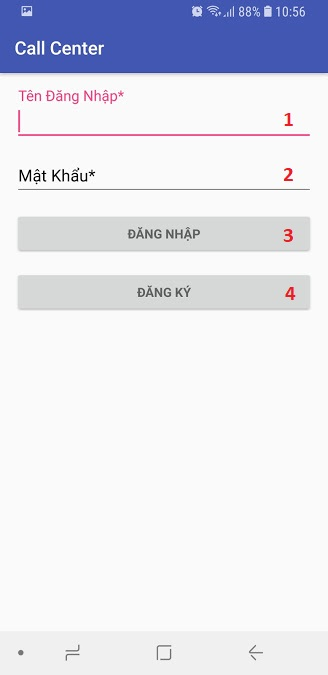 88% 10:56
Call Center
Tên Đăng Nhập*
1
Mật Khẩu* 2
ĐĂNG NHẬP 3
ĐĂNG KÝ 4